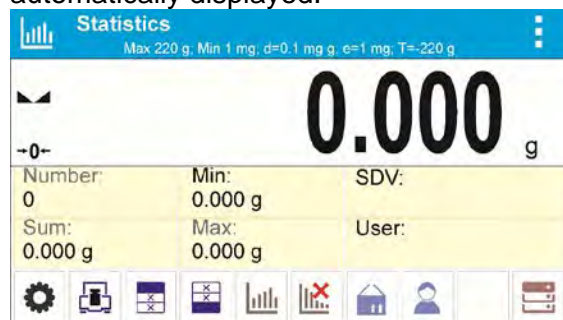 automatically displayed.
Statistics
Max 220 g; Min 1 mg; d=0.1 mg g; e=1 mg; T=-220 g
0.000 g
→0←
Number: Min: SDV:
0 0.000 g
Sum: Max: User:
0.000 g 0.000 g